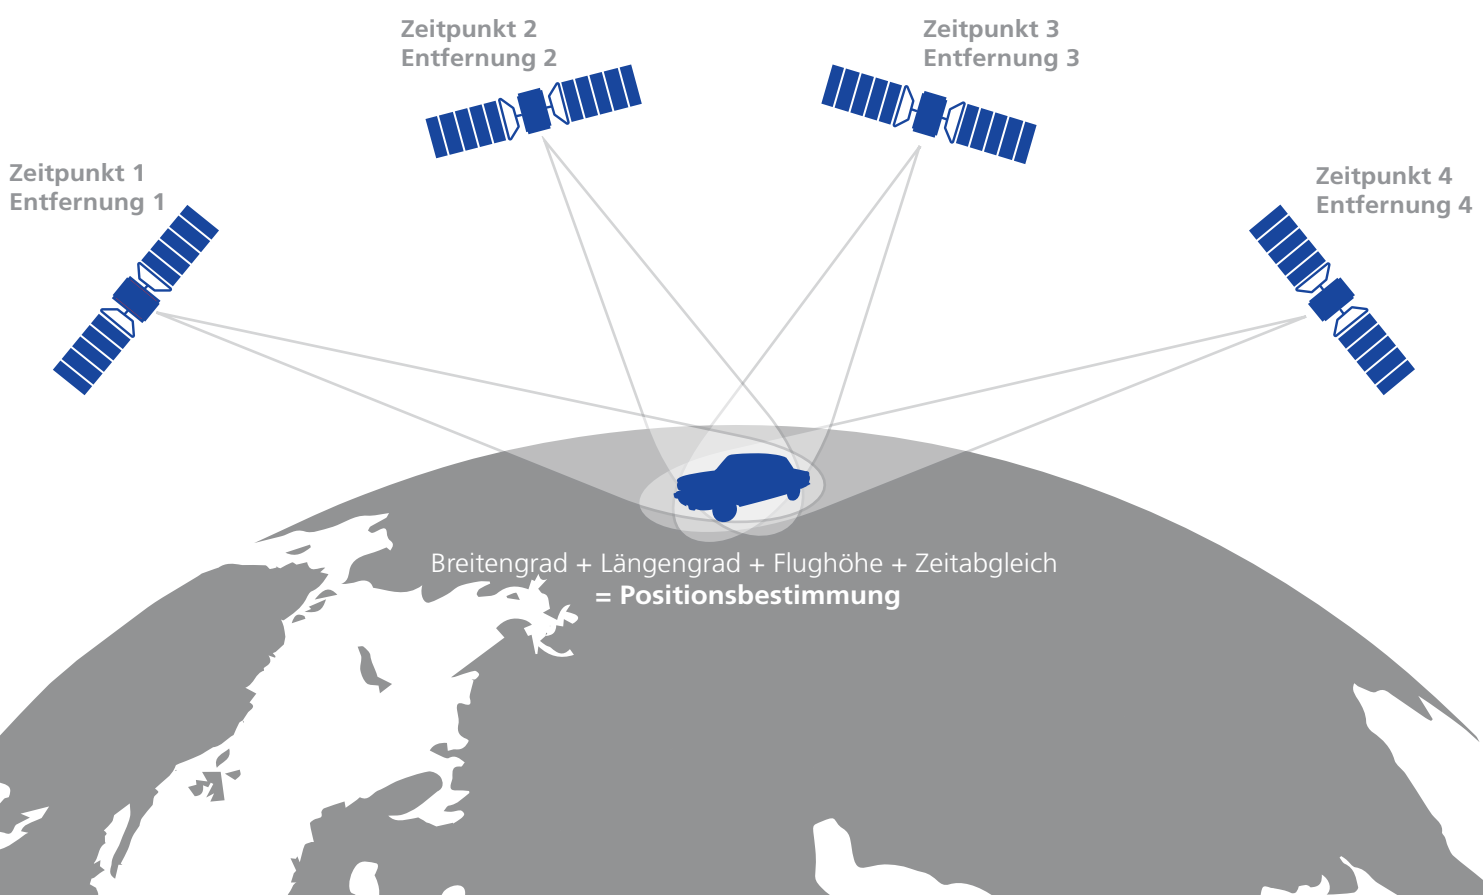 Zeitpunkt 1
Entfernung 1
Zeitpunkt 2
Entfernung 2
Zeitpunkt 3
Entfernung 3
Zeitpunkt 4
Entfernung 4
Breitengrad + Längengrad + Flughöhe + Zeitabgleich
= Positionsbestimmung